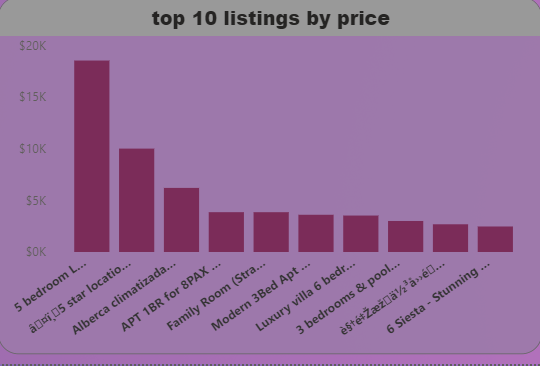 top 10 listings by price
$20K
$15K
$10K
$5K
$0K
5 bedroom L...
5 star locatio...
Alberca climatizada...
APT 1BR for 8PAX ...
Family Room (Stra...
Modern 3Bed Apt ...
Luxury villa 6 bedr...
3 bedrooms & pool...
6 Siesta - Stunning ...